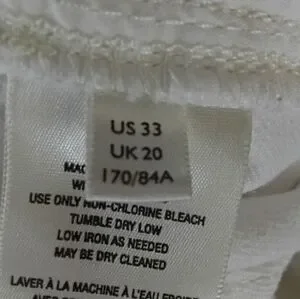 US 33
UK 20
170/84A
USE ONLY NON-CHLORINE BLEACH
TUMBLE DRY LOW
LOW IRON AS NEEDED
MAY BE DRY CLEANED
LAVER À LA MACHINE À L'EAU FROIDE